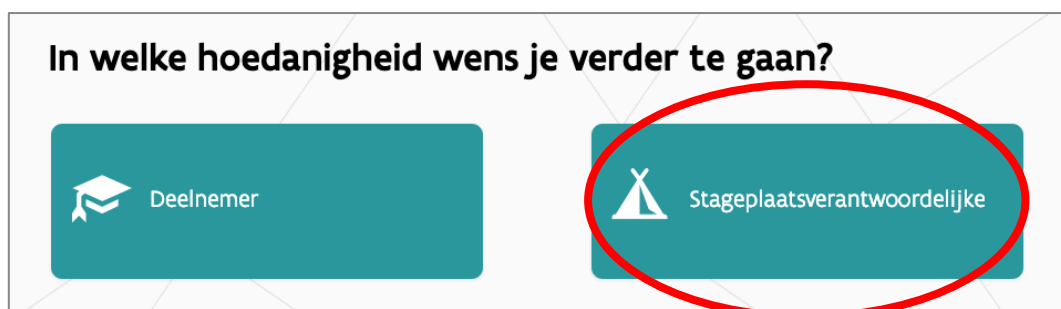 In welke hoedanigheid wens je verder te gaan?
Deelnemer
Stageplaatsverantwoordelijke